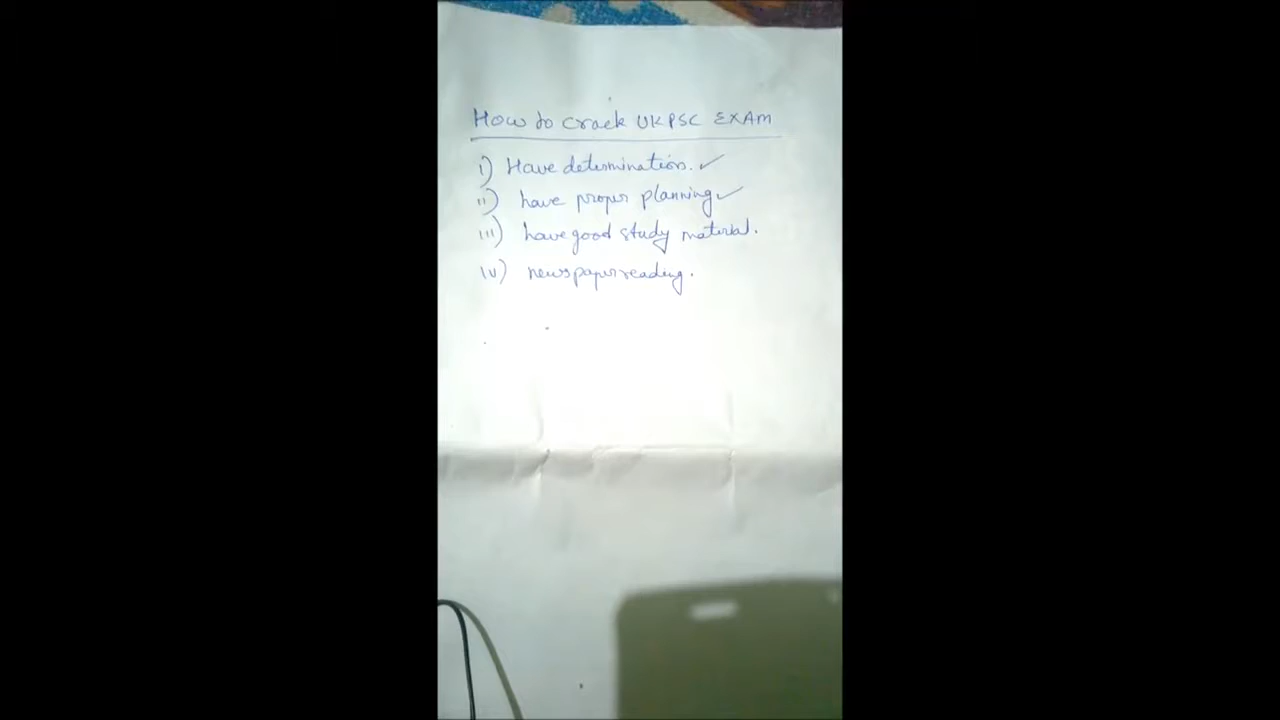 How to crack UKPSC EXAM
i) Have determination. ✓
ii) have proper planning ✓
iii) have good study material.
iv) newspaper reading.